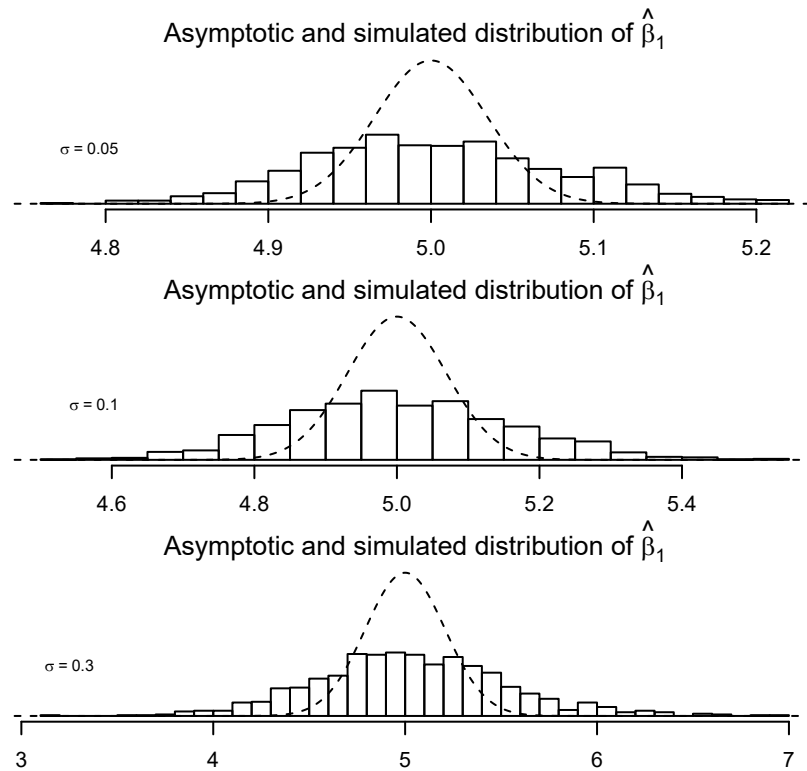 Asymptotic and simulated distribution of β̂₁
σ = 0.05
4.8 4.9 5.0 5.1 5.2
Asymptotic and simulated distribution of β̂₁
σ = 0.1
4.6 4.8 5.0 5.2 5.4
Asymptotic and simulated distribution of β̂₁
σ = 0.3
3 4 5 6 7